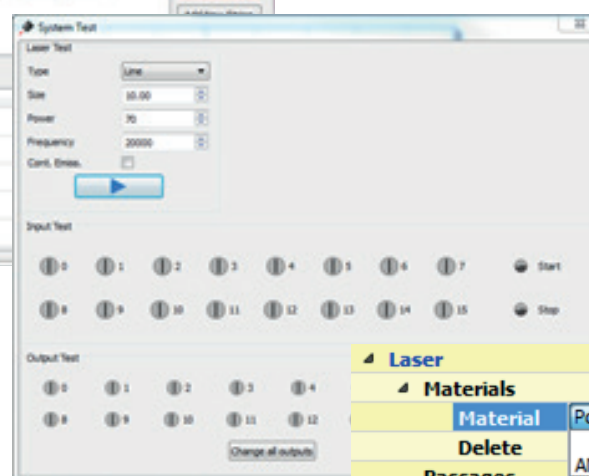 System Test
Laser Test
Type Line
Size 10.00
Power 70
Frequency 20000
Cont. Emiss.
Input Test
0 1 2 3 4 5 6 7 Start
8 9 10 11 12 13 14 15 Stop
Output Test
0 1 2 3 4
8 9 10 11 12
Change all outputs
Laser
Materials
Material
Delete
Passages